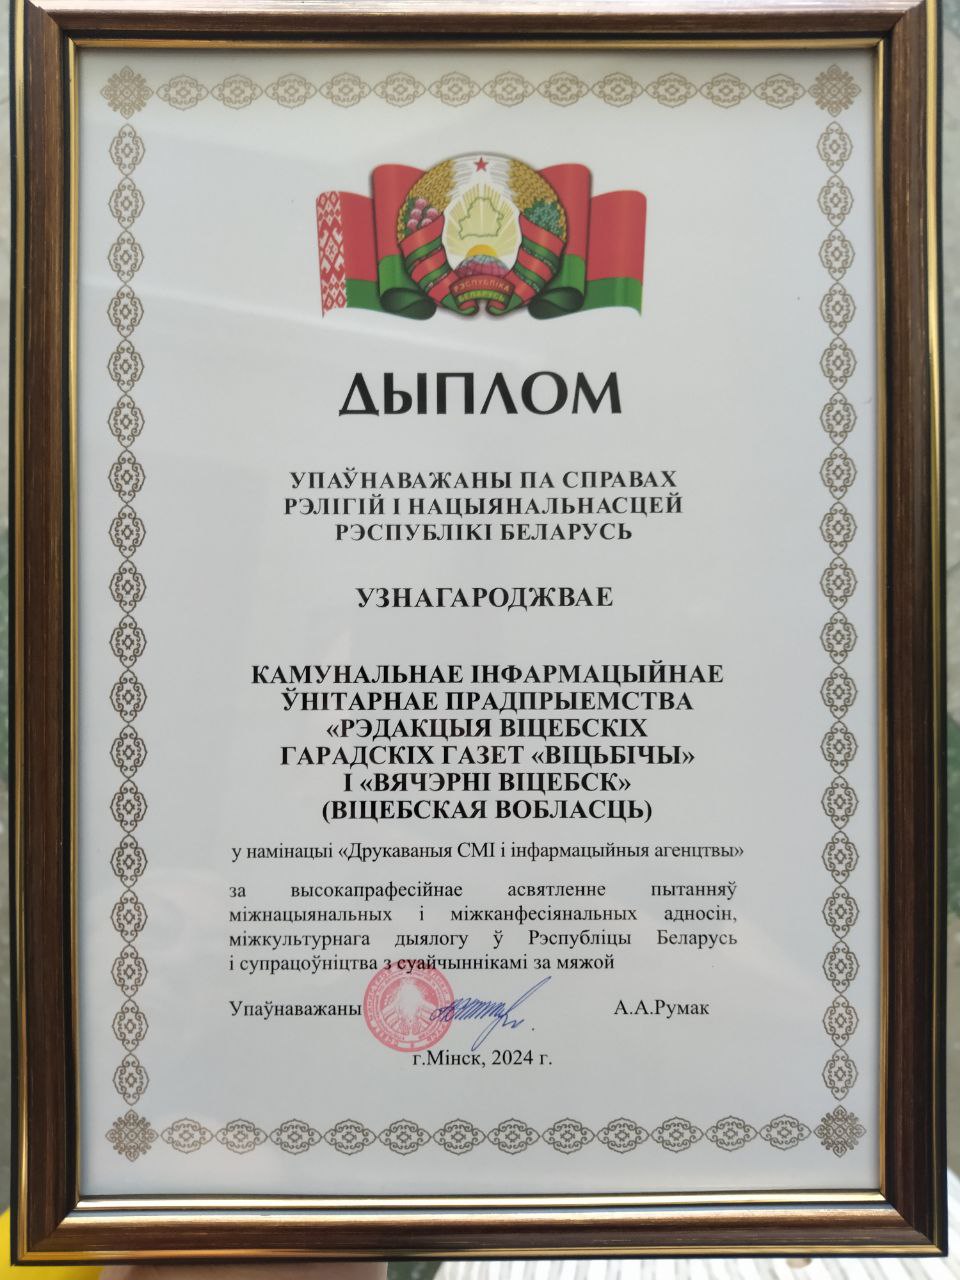 РЭСПУБЛІКА
БЕЛАРУСЬ
ДЫПЛОМ
УПАЎНАВАЖАНЫ ПА СПРАВАХ
РЭЛІГІЙ І НАЦЫЯНАЛЬНАСЦЕЙ
РЭСПУБЛІКІ БЕЛАРУСЬ
УЗНАГАРОДЖВАЕ
КАМУНАЛЬНАЕ ІНФАРМАЦЫЙНАЕ
ЎНІТАРНАЕ ПРАДПРЫЕМСТВА
«РЭДАКЦЫЯ ВІЦЕБСКІХ
ГАРАДСКІХ ГАЗЕТ «ВІЦЬБІЧЫ»
І «ВЯЧЭРНІ ВІЦЕБСК»
(ВІЦЕБСКАЯ ВОБЛАСЦЬ)
у намінацыі «Друкаваныя СМІ і інфармацыйныя агенцтвы»
за высокапрафесійнае асвятленне пытанняў
міжнацыянальных і міжканфесіянальных адносін,
міжкультурнага дыялогу ў Рэспубліцы Беларусь
і супрацоўніцтва з суайчыннікамі за мяжой
Упаўнаважаны А.А.Румак
г.Мінск, 2024 г.